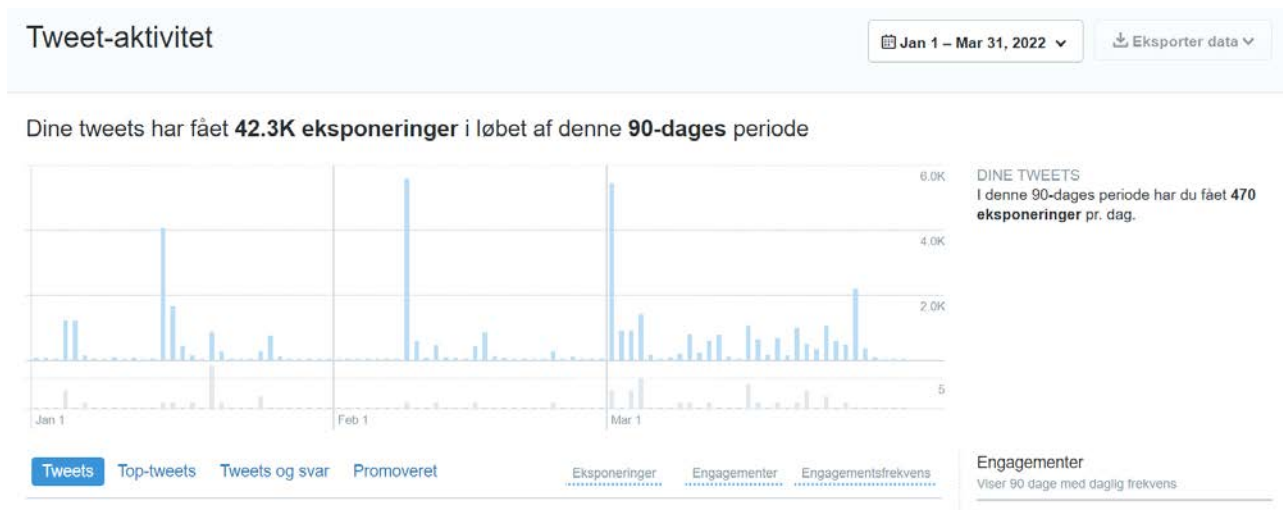 Tweet-aktivitet
Jan 1 – Mar 31, 2022
Eksporter data
Dine tweets har fået 42.3K eksponeringer i løbet af denne 90-dages periode
6.0K
4.0K
2.0K
5
Jan 1
Feb 1
Mar 1
DINE TWEETS
I denne 90-dages periode har du fået 470
eksponeringer pr. dag.
Tweets Top-tweets Tweets og svar Promoveret
Eksponeringer Engagementer Engagementsfrekvens
Engagementer
Viser 90 dage med daglig frekvens